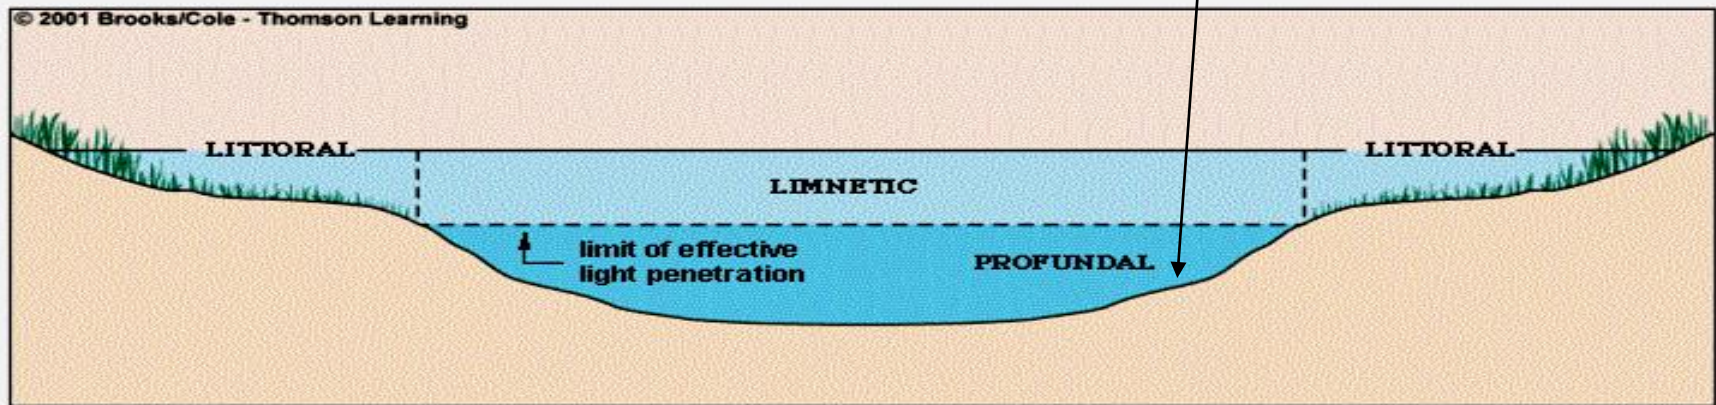 © 2001 Brooks/Cole - Thomson Learning
LITTORAL
LITTORAL
LIMNETIC
limit of effective
light penetration
PROFUNDAL